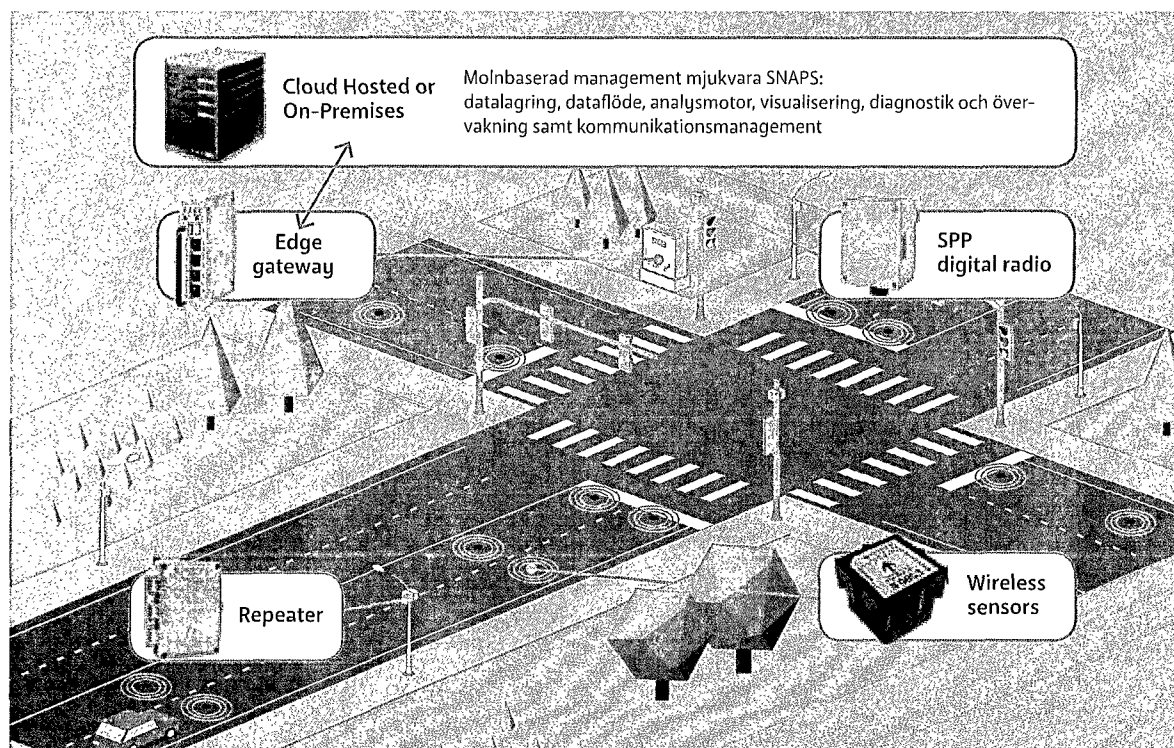 Cloud Hosted or
On-Premises
Molnbaserad management mjukvara SNAPS:
datalagring, dataflöde, analysmotor, visualisering, diagnostik och över-
vakning samt kommunikationsmanagement
Edge
gateway
SPP
digital radio
Repeater
Wireless
sensors